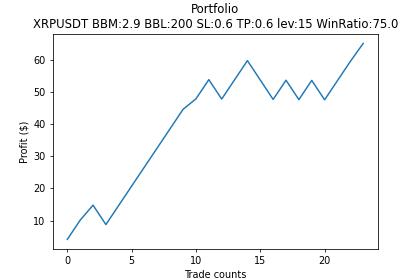 Portfolio
XRPUSDT BBM:2.9 BBL:200 SL:0.6 TP:0.6 lev:15 WinRatio:75.0
Profit ($)
60
50
40
30
20
10
0 5 10 15 20
Trade counts